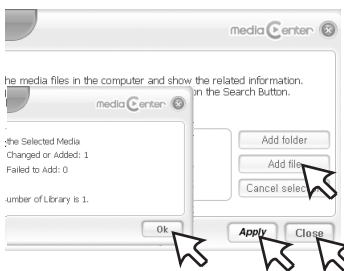 media Center
he media files in the computer and show the related information.
on the Search Button.
media Center
the Selected Media
Changed or Added: 1
Failed to Add: 0
umber of Library is 1.
Ok
Add folder
Add file
Cancel selec
Apply
Close